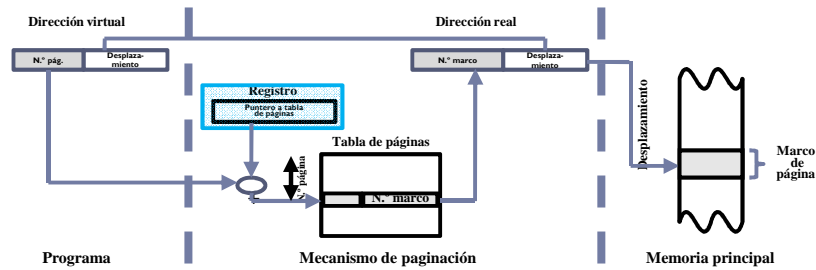 Dirección virtual
Dirección real
N.º pág.
Desplaza-
miento
N.º marco
Desplaza-
miento
Registro
Puntero a tabla
de páginas
Tabla de páginas
N.º página
N.º marco
+
Desplazamiento
Marco
de
página
Programa
Mecanismo de paginación
Memoria principal